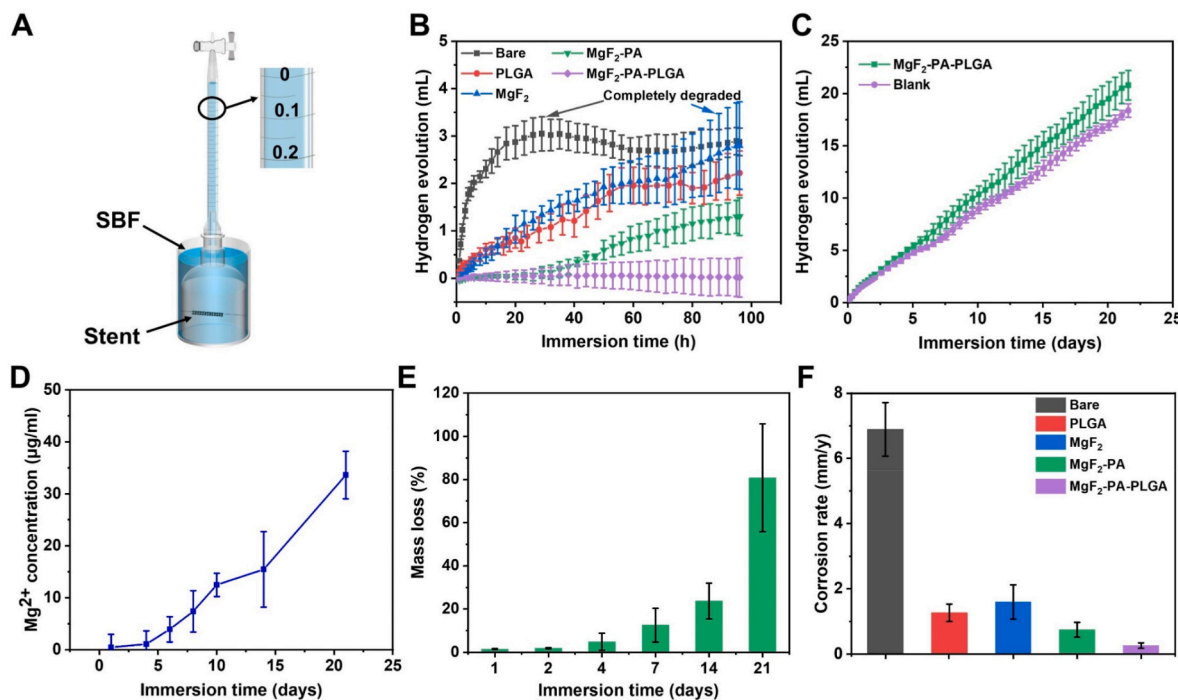 A
0
0.1
0.2
SBF
Stent
B
Bare
MgF₂-PA
PLGA
MgF₂-PA-PLGA
MgF₂
Completely degraded
Hydrogen evolution (mL)
6
5
4
3
2
1
0
0 20 40 60 80 100
Immersion time (h)
C
MgF₂-PA-PLGA
Blank
Hydrogen evolution (mL)
25
20
15
10
5
0
0 5 10 15 20 25
Immersion time (days)
D
Mg²⁺ concentration (μg/ml)
50
40
30
20
10
0
0 5 10 15 20 25
Immersion time (days)
E
Mass loss (%)
120
100
80
60
40
20
0
1 2 4 7 14 21
Immersion time (days)
F
Bare
PLGA
MgF₂
MgF₂-PA
MgF₂-PA-PLGA
Corrosion rate (mm/y)
8
6
4
2
0